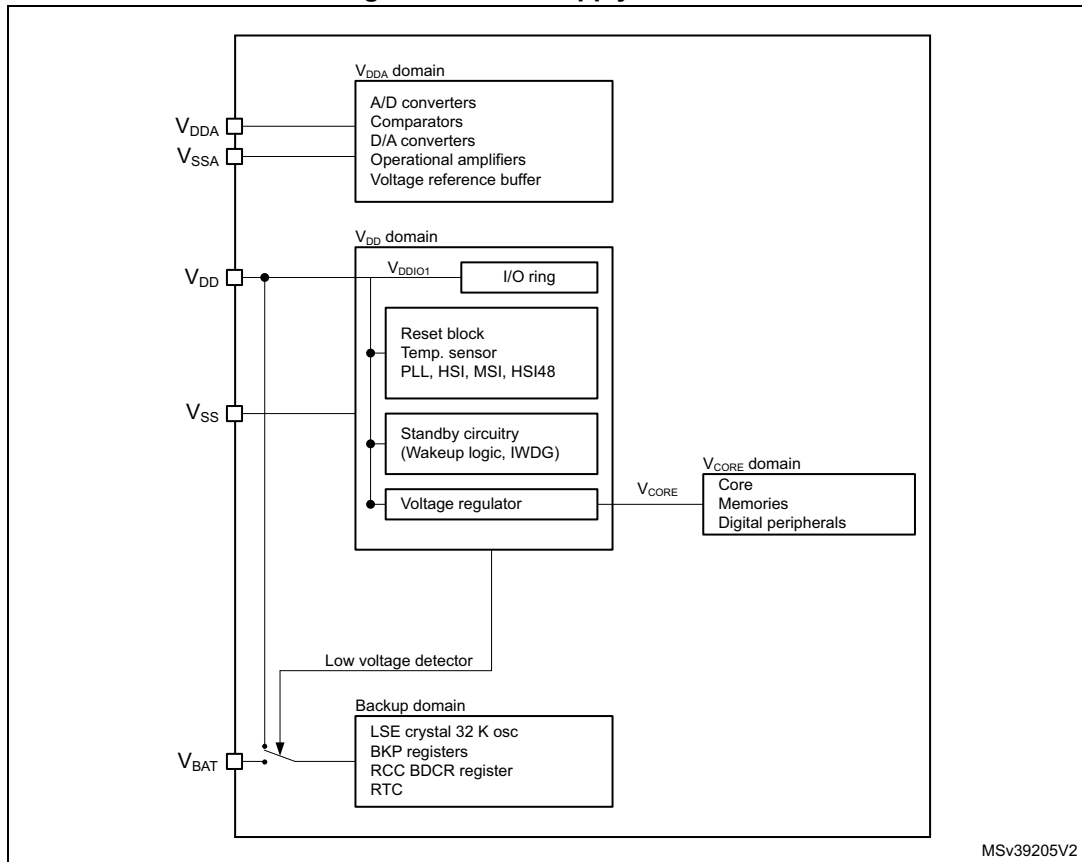 V_DDA domain
A/D converters
Comparators
D/A converters
Operational amplifiers
Voltage reference buffer
V_DDA
V_SSA
V_DD domain
V_DD
V_DDIO1
I/O ring
Reset block
Temp. sensor
PLL, HSI, MSI, HSI48
V_SS
Standby circuitry
(Wakeup logic, IWDG)
Voltage regulator
V_CORE
V_CORE domain
Core
Memories
Digital peripherals
Low voltage detector
Backup domain
LSE crystal 32 K osc
BKP registers
RCC BDCR register
RTC
V_BAT
MSv39205V2